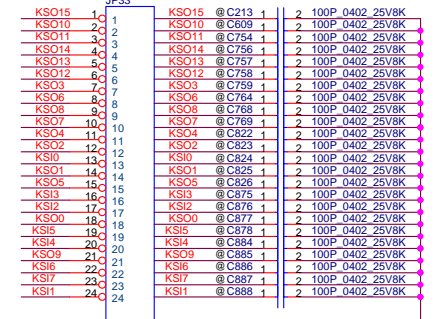 JP33
KSO15 1 1 KSO15 @C213 1 2 100P_0402_25V8K
KSO10 2 2 KSO10 @C609 1 2 100P_0402_25V8K
KSO11 3 3 KSO11 @C754 1 2 100P_0402_25V8K
KSO14 4 4 KSO14 @C756 1 2 100P_0402_25V8K
KSO13 5 5 KSO13 @C757 1 2 100P_0402_25V8K
KSO12 6 6 KSO12 @C758 1 2 100P_0402_25V8K
KSO3 7 7 KSO3 @C759 1 2 100P_0402_25V8K
KSO6 8 8 KSO6 @C764 1 2 100P_0402_25V8K
KSO8 9 9 KSO8 @C768 1 2 100P_0402_25V8K
KSO7 10 10 KSO7 @C769 1 2 100P_0402_25V8K
KSO4 11 11 KSO4 @C822 1 2 100P_0402_25V8K
KSO2 12 12 KSO2 @C823 1 2 100P_0402_25V8K
KSI0 13 13 KSI0 @C824 1 2 100P_0402_25V8K
KSO1 14 14 KSO1 @C825 1 2 100P_0402_25V8K
KSO5 15 15 KSO5 @C826 1 2 100P_0402_25V8K
KSI3 16 16 KSI3 @C875 1 2 100P_0402_25V8K
KSI2 17 17 KSI2 @C876 1 2 100P_0402_25V8K
KSO0 18 18 KSO0 @C877 1 2 100P_0402_25V8K
KSI5 19 19 KSI5 @C878 1 2 100P_0402_25V8K
KSI4 20 20 KSI4 @C884 1 2 100P_0402_25V8K
KSO9 21 21 KSO9 @C885 1 2 100P_0402_25V8K
KSI6 22 22 KSI6 @C886 1 2 100P_0402_25V8K
KSI7 23 23 KSI7 @C887 1 2 100P_0402_25V8K
KSI1 24 24 KSI1 @C888 1 2 100P_0402_25V8K